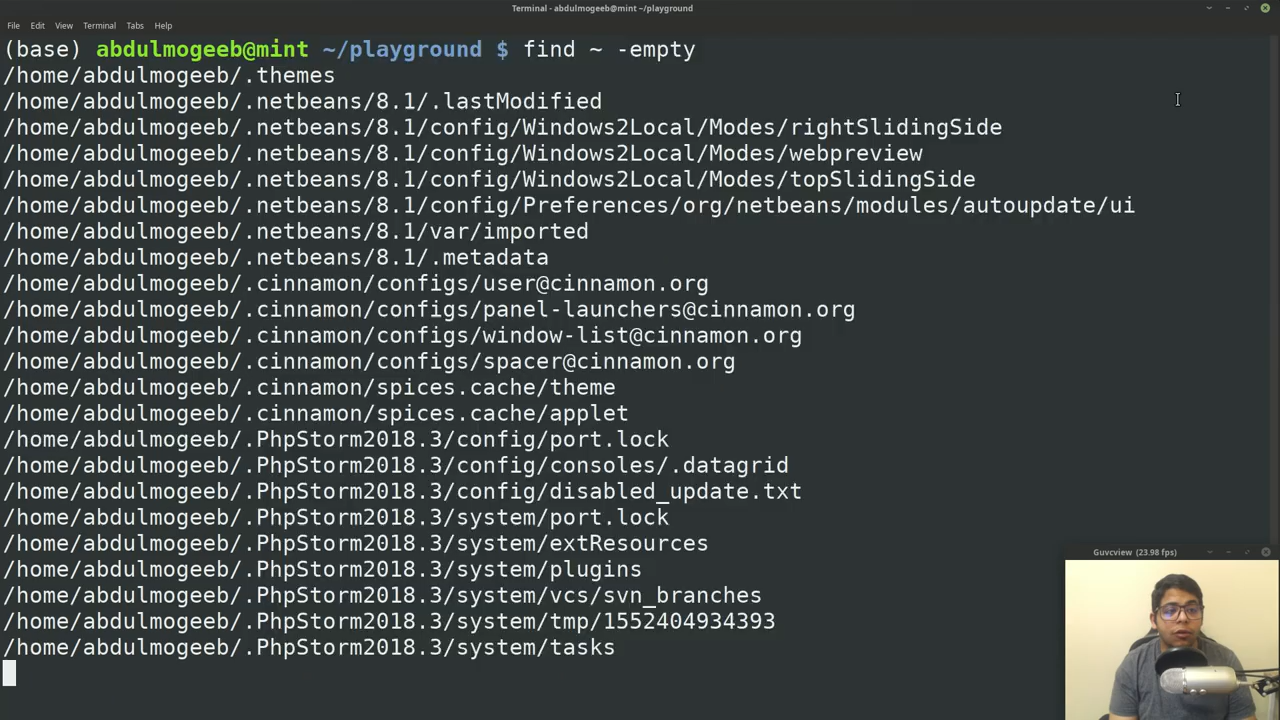 Terminal - abdulmogeeb@mint ~/playground
File Edit View Terminal Tabs Help
(base) abdulmogeeb@mint ~/playground $ find ~ -empty
/home/abdulmogeeb/.themes
/home/abdulmogeeb/.netbeans/8.1/.lastModified
/home/abdulmogeeb/.netbeans/8.1/config/Windows2Local/Modes/rightSlidingSide
/home/abdulmogeeb/.netbeans/8.1/config/Windows2Local/Modes/webpreview
/home/abdulmogeeb/.netbeans/8.1/config/Windows2Local/Modes/topSlidingSide
/home/abdulmogeeb/.netbeans/8.1/config/Preferences/org/netbeans/modules/autoupdate/ui
/home/abdulmogeeb/.netbeans/8.1/var/imported
/home/abdulmogeeb/.netbeans/8.1/.metadata
/home/abdulmogeeb/.cinnamon/configs/user@cinnamon.org
/home/abdulmogeeb/.cinnamon/configs/panel-launchers@cinnamon.org
/home/abdulmogeeb/.cinnamon/configs/window-list@cinnamon.org
/home/abdulmogeeb/.cinnamon/configs/spacer@cinnamon.org
/home/abdulmogeeb/.cinnamon/spices.cache/theme
/home/abdulmogeeb/.cinnamon/spices.cache/applet
/home/abdulmogeeb/.PhpStorm2018.3/config/port.lock
/home/abdulmogeeb/.PhpStorm2018.3/config/consoles/.datagrid
/home/abdulmogeeb/.PhpStorm2018.3/config/disabled_update.txt
/home/abdulmogeeb/.PhpStorm2018.3/system/port.lock
/home/abdulmogeeb/.PhpStorm2018.3/system/extResources
/home/abdulmogeeb/.PhpStorm2018.3/system/plugins
/home/abdulmogeeb/.PhpStorm2018.3/system/vcs/svn_branches
/home/abdulmogeeb/.PhpStorm2018.3/system/tmp/1552404934393
/home/abdulmogeeb/.PhpStorm2018.3/system/tasks
Guvcview (23.98 fps)